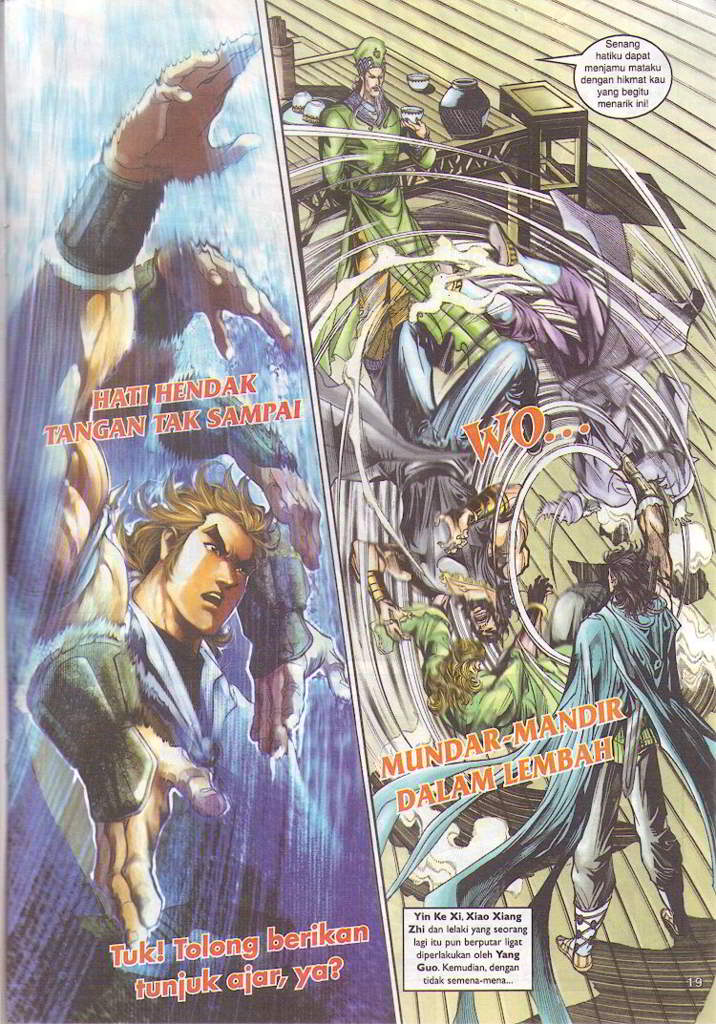 HATI HENDAK
TANGAN TAK SAMPAI
Tuk! Tolong berikan
tunjuk ajar, ya?
Senang
hatiku dapat
menjamu mataku
dengan hikmat kau
yang begitu
menarik ini!
WO...
MUNDAR-MANDIR
DALAM LEMBAH
Yin Ke Xi, Xiao Xiang
Zhi dan lelaki yang seorang
lagi itu pun berputar ligat
diperlakukan oleh Yang
Guo. Kemudian, dengan
tidak semena-mena...
19